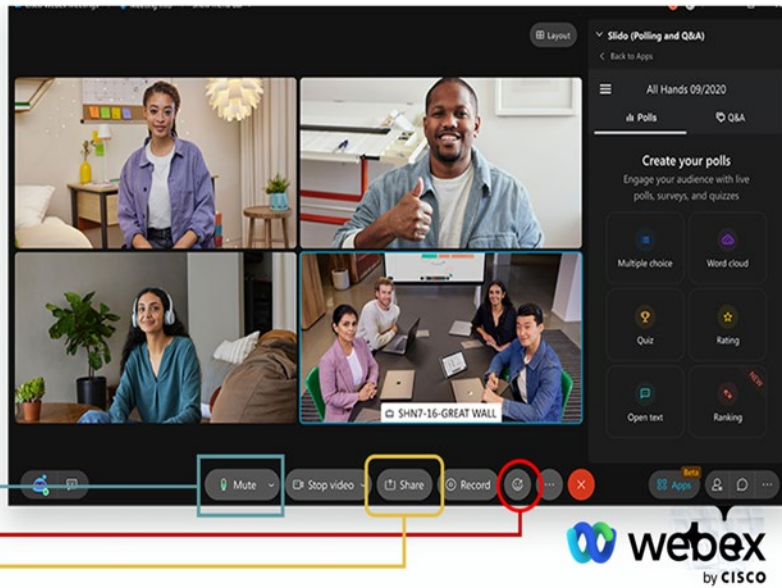 Layout
Slido (Polling and Q&A)
Back to Apps
All Hands 09/2020
Polls
Q&A
Create your polls
Engage your audience with live
polls, surveys, and quizzes
Multiple choice
Word cloud
Quiz
Rating
NEW
Open text
Ranking
SHN7-16-GREAT WALL
Mute
Stop video
Share
Record
Beta
Apps
webex
by CISCO